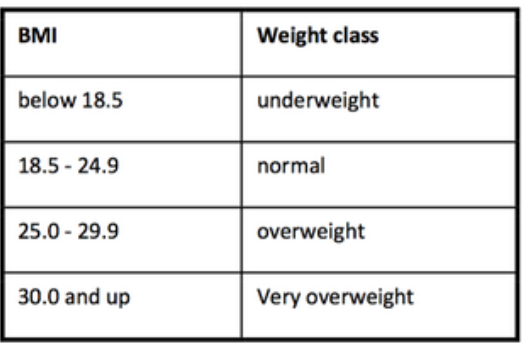 BMI Weight class
below 18.5 underweight
18.5 - 24.9 normal
25.0 - 29.9 overweight
30.0 and up Very overweight